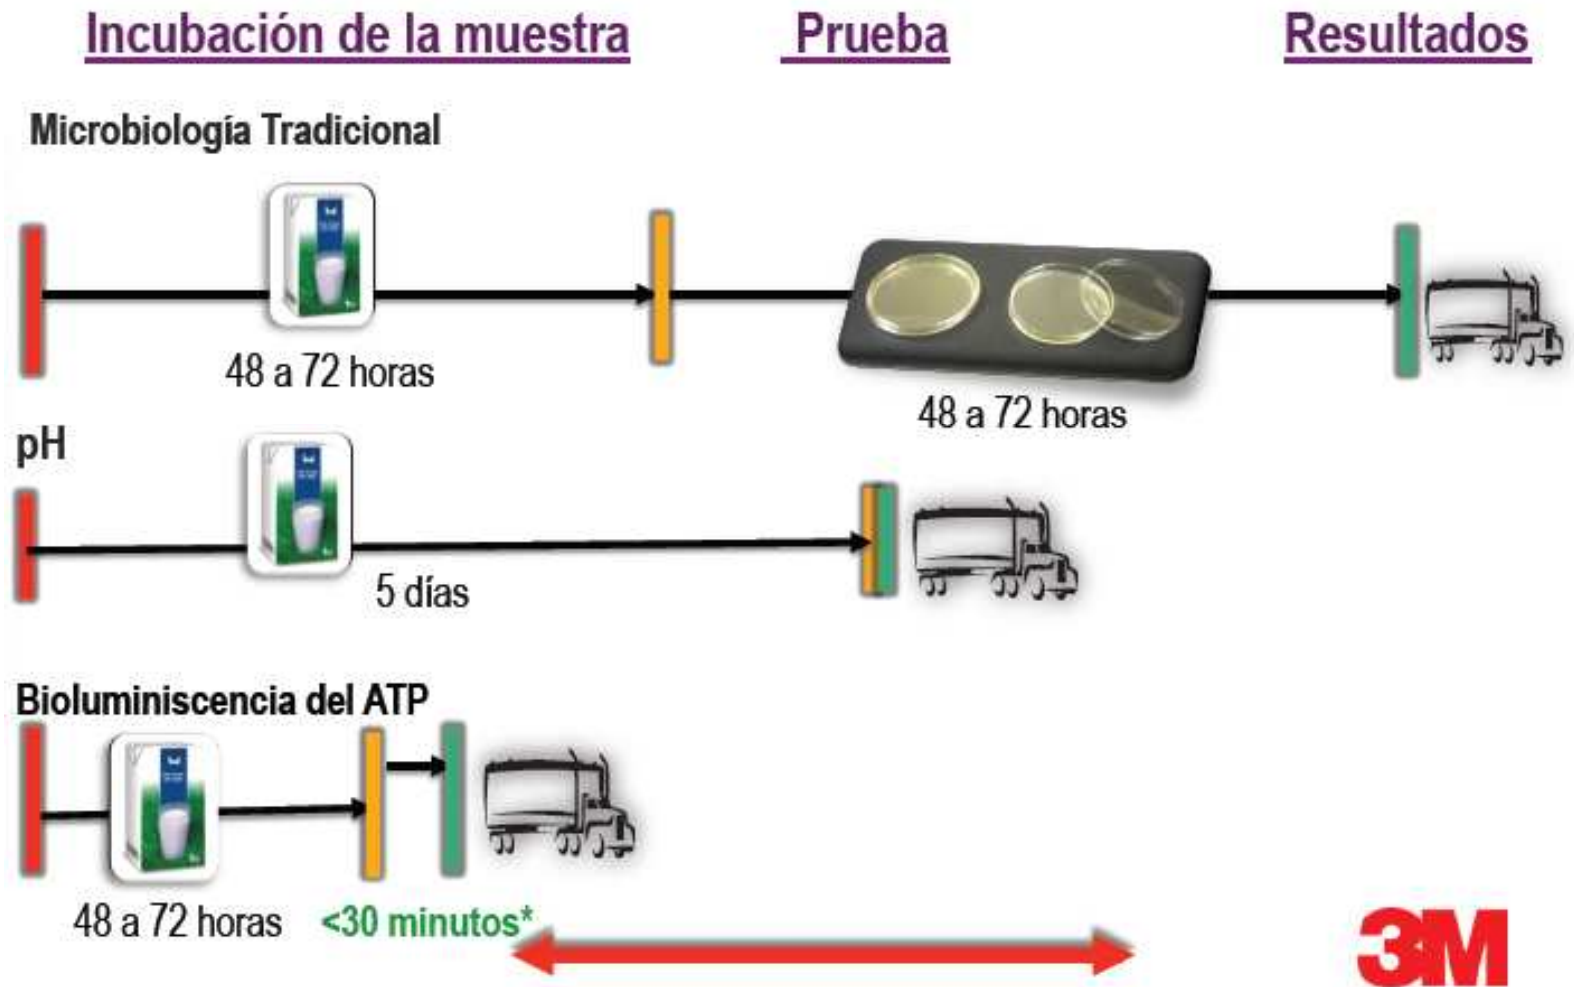 Incubación de la muestra
Prueba
Resultados
Microbiología Tradicional
48 a 72 horas
48 a 72 horas
pH
5 días
Bioluminiscencia del ATP
48 a 72 horas
<30 minutos*
3M